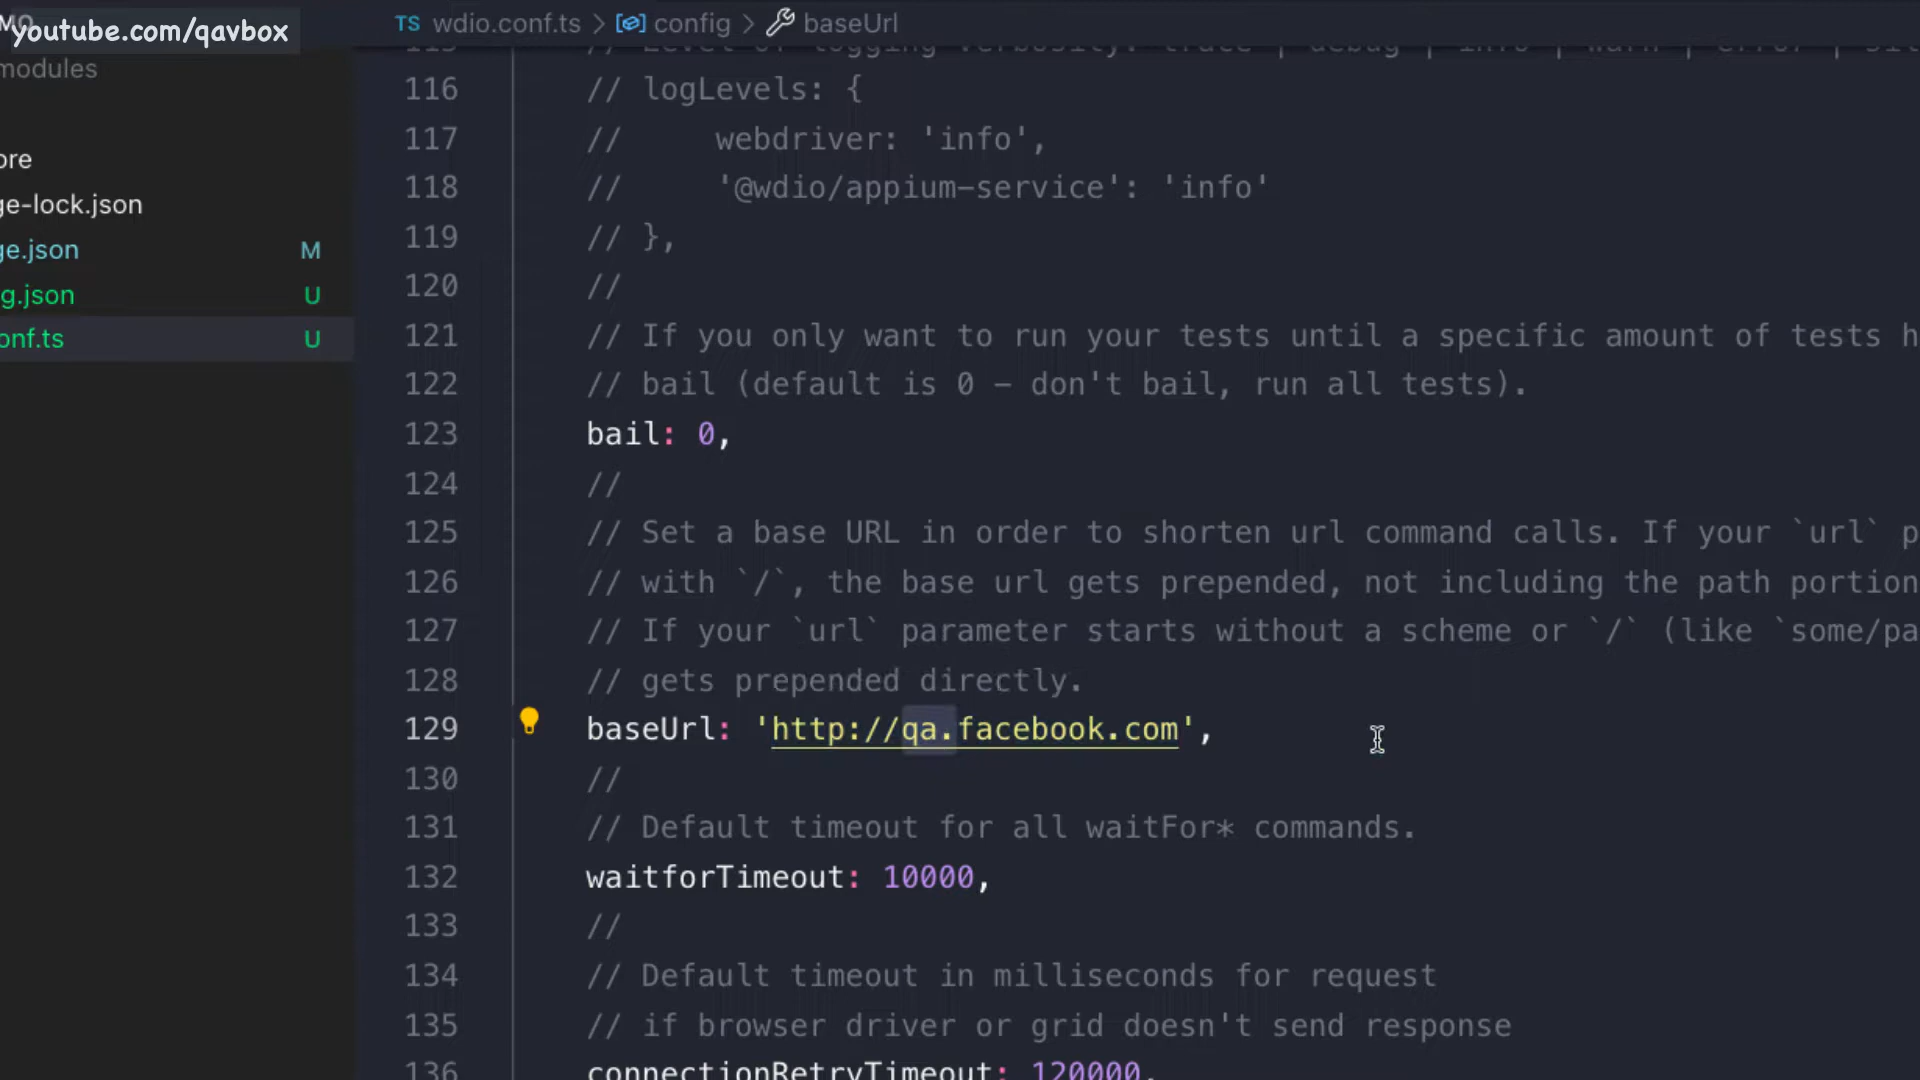 youtube.com/qavbox
TS wdio.conf.ts > config > baseUrl
modules
ore
ge-lock.json
ge.json M
g.json U
onf.ts U
116 // logLevels: {
117 // webdriver: 'info',
118 // '@wdio/appium-service': 'info'
119 // },
120 //
121 // If you only want to run your tests until a specific amount of tests h
122 // bail (default is 0 – don't bail, run all tests).
123 bail: 0,
124 //
125 // Set a base URL in order to shorten url command calls. If your `url` p
126 // with `/`, the base url gets prepended, not including the path portion
127 // If your `url` parameter starts without a scheme or `/` (like `some/pa
128 // gets prepended directly.
129 baseUrl: 'http://qa.facebook.com',
130 //
131 // Default timeout for all waitFor* commands.
132 waitforTimeout: 10000,
133 //
134 // Default timeout in milliseconds for request
135 // if browser driver or grid doesn't send response
136 connectionRetryTimeout: 120000,